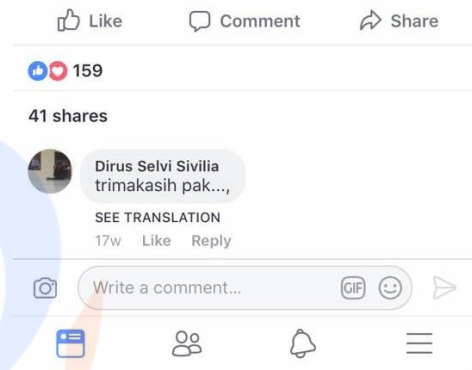 Like Comment Share
159
41 shares
Dirus Selvi Sivilia
trimakasih pak...,
SEE TRANSLATION
17w Like Reply
Write a comment... GIF